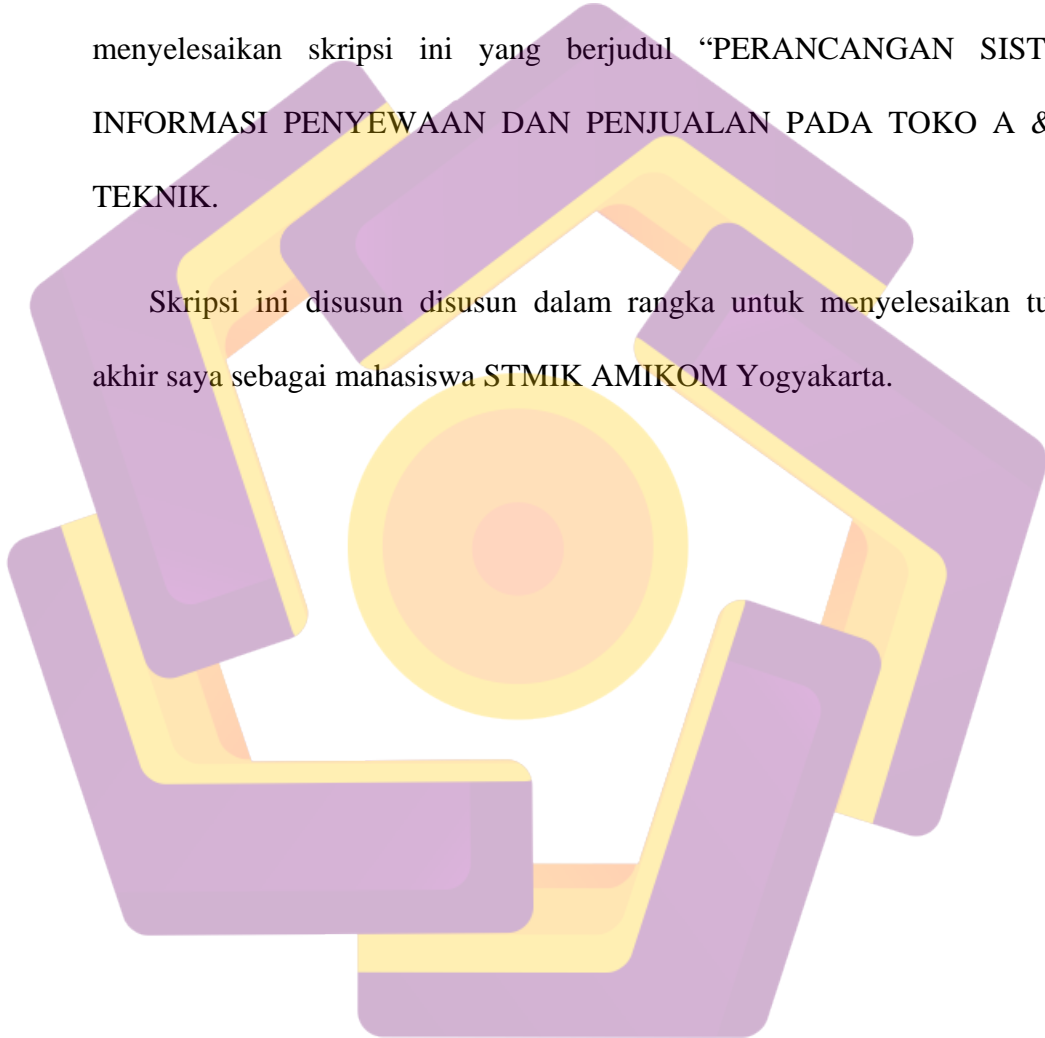 menyelesaikan skripsi ini yang berjudul “PERANCANGAN SIST
INFORMASI PENYEWAAN DAN PENJUALAN PADA TOKO A &
TEKNIK.
Skripsi ini disusun disusun dalam rangka untuk menyelesaikan tu
akhir saya sebagai mahasiswa STMIK AMIKOM Yogyakarta.